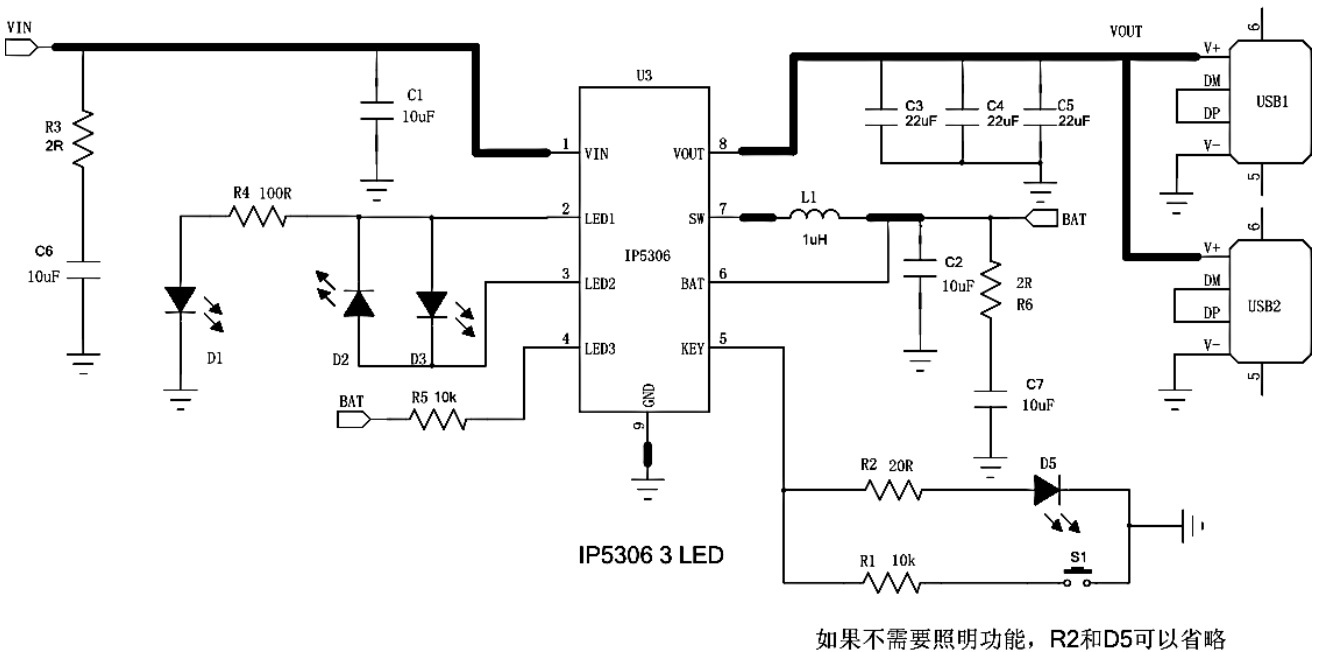 VIN
VOUT
U3
C1
10uF
R3
2R
C3
22uF
C4
22uF
C5
22uF
V+
DM
DP
V-
USB1
6
5
1
VIN
VOUT
8
R4 100R
2
LED1
SW
7
L1
1uH
BAT
IP5306
C6
10uF
3
LED2
BAT
6
C2
10uF
2R
R6
V+
DM
DP
V-
USB2
6
5
D1
D2
D3
4
LED3
KEY
5
BAT
R5 10k
GND
9
C7
10uF
R2 20R
D5
R1 10k
S1
IP5306 3 LED
如果不需要照明功能，R2和D5可以省略